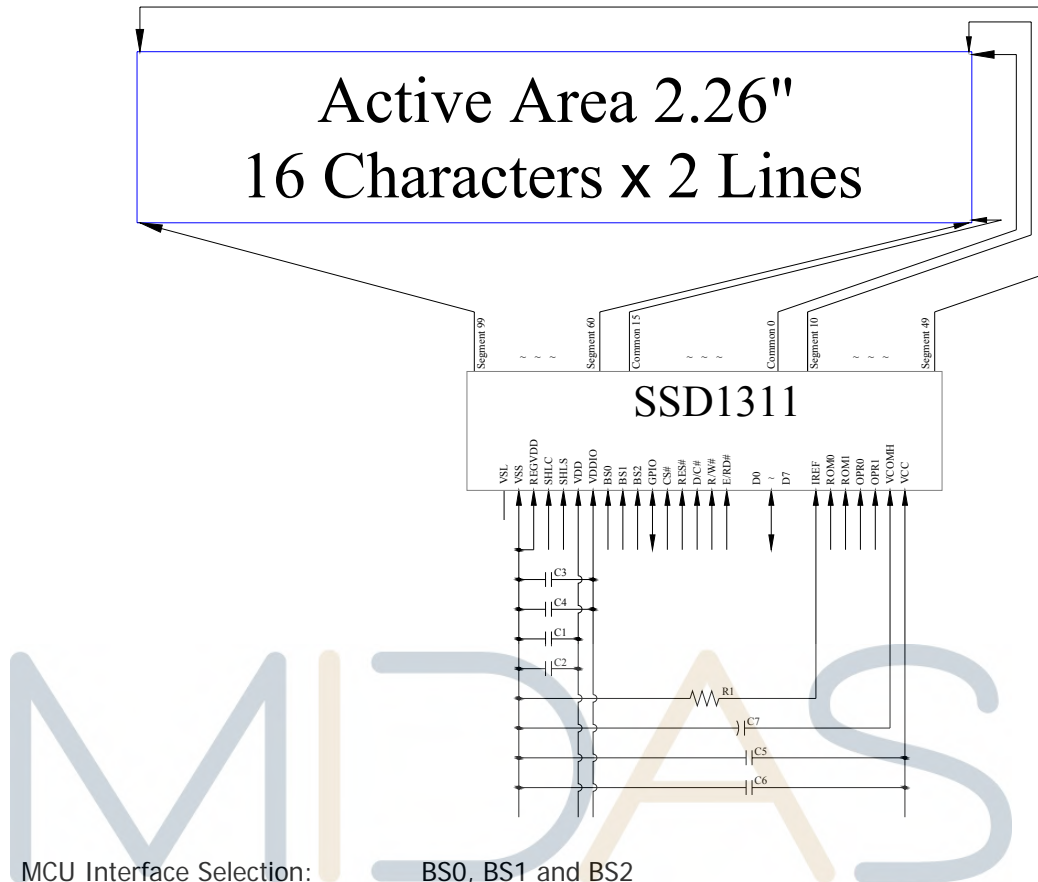 Active Area 2.26"
16 Characters x 2 Lines
Segment 99
~ ~ ~
Segment 60
Common 15
~ ~ ~
Common 0
Segment 10
~ ~ ~
Segment 49
SSD1311
VSL
VSS
REGVDD
SHLC
SHLS
VDD
VDDIO
BS0
BS1
BS2
GPIO
CS#
RES#
D/C#
R/W#
E/RD#
D0
~
D7
IREF
ROM0
ROM1
OPR0
OPR1
VCOMH
VCC
C3
C4
C1
C2
R1
C7
C5
C6
MIDAS
MCU Interface Selection: BS0, BS1 and BS2